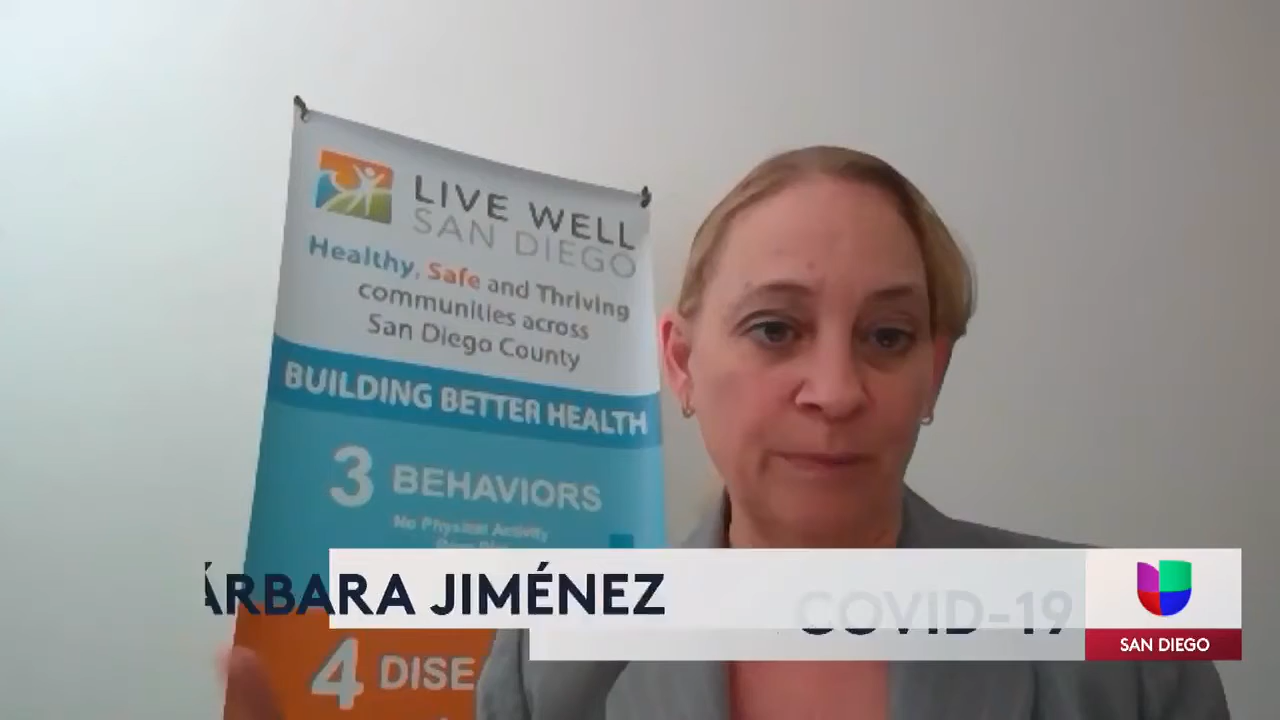 LIVE WELL
SAN DIEGO
Healthy, Safe and Thriving
communities across
San Diego County
BUILDING BETTER HEALTH
3 BEHAVIORS
No Physical Activity
ÁRBARA JIMÉNEZ
COVID-19
SAN DIEGO
4 DISE